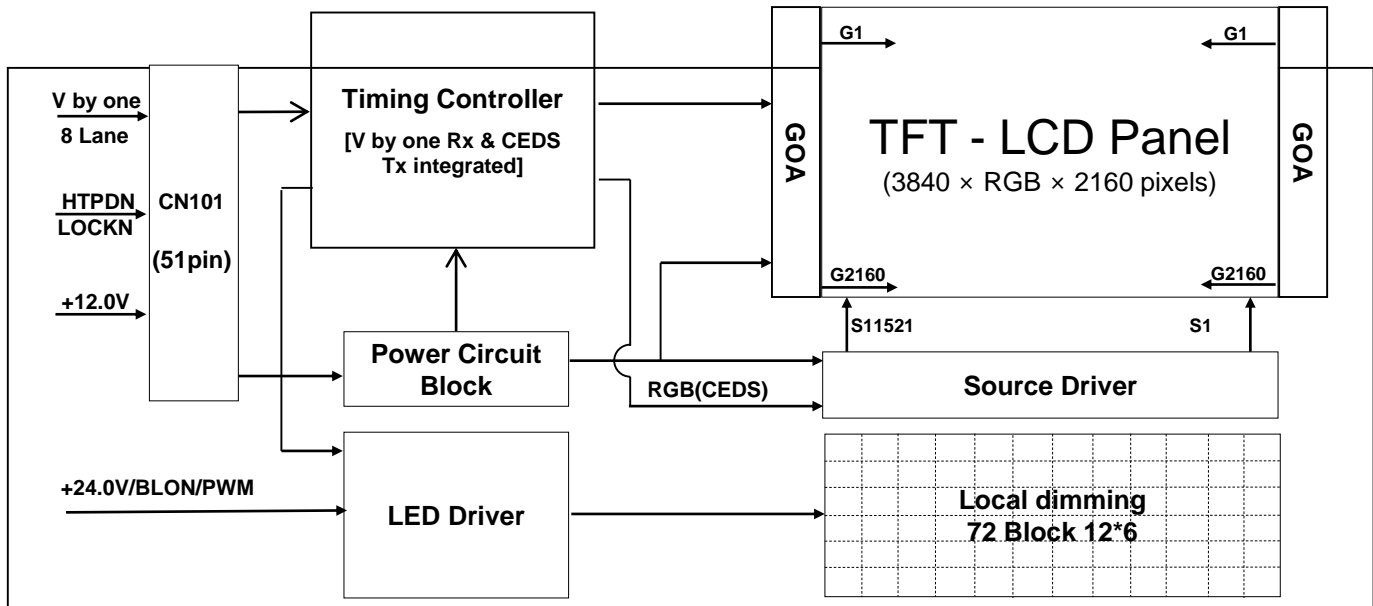 G1
G1
V by one
8 Lane
HTPDN
LOCKN
+12.0V
CN101
(51pin)
Timing Controller
[V by one Rx & CEDS
Tx integrated]
GOA
TFT - LCD Panel
(3840 × RGB × 2160 pixels)
GOA
G2160
G2160
S11521
S1
Power Circuit
Block
RGB(CEDS)
Source Driver
+24.0V/BLON/PWM
LED Driver
Local dimming
72 Block 12*6